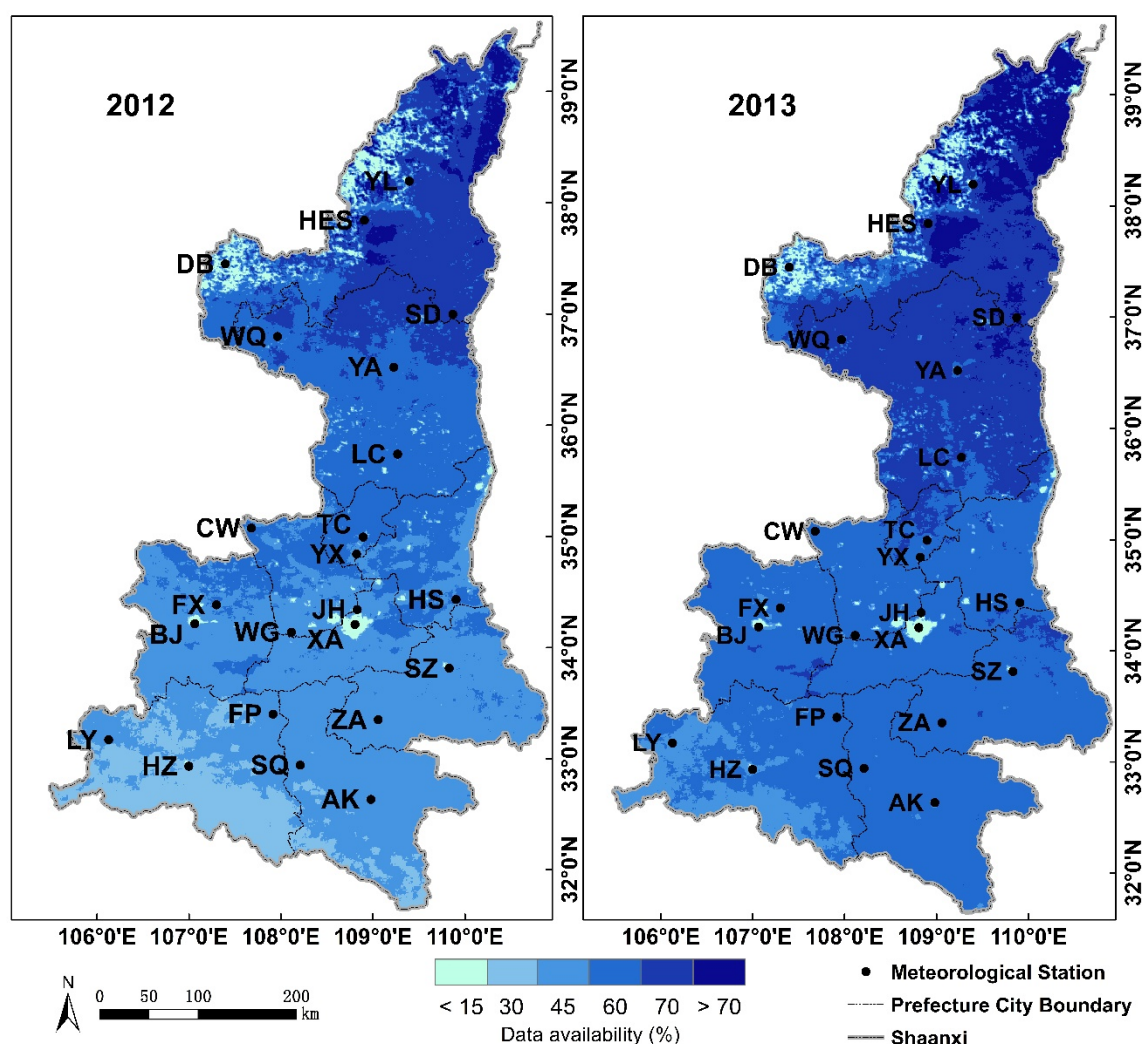 2012
YL
HES
DB
SD
WQ
YA
LC
CW
TC
YX
FX
JH
HS
BJ
WG
XA
SZ
FP
ZA
LY
HZ
SQ
AK
39°0'N
38°0'N
37°0'N
36°0'N
35°0'N
34°0'N
33°0'N
32°0'N
106°0'E 107°0'E 108°0'E 109°0'E 110°0'E
2013
YL
HES
DB
SD
WQ
YA
LC
CW
TC
YX
FX
JH
HS
BJ
WG
XA
SZ
FP
ZA
LY
HZ
SQ
AK
39°0'N
38°0'N
37°0'N
36°0'N
35°0'N
34°0'N
33°0'N
32°0'N
106°0'E 107°0'E 108°0'E 109°0'E 110°0'E
N
0 50 100 200
km
< 15 30 45 60 70 > 70
Data availability (%)
Meteorological Station
Prefecture City Boundary
Shaanxi